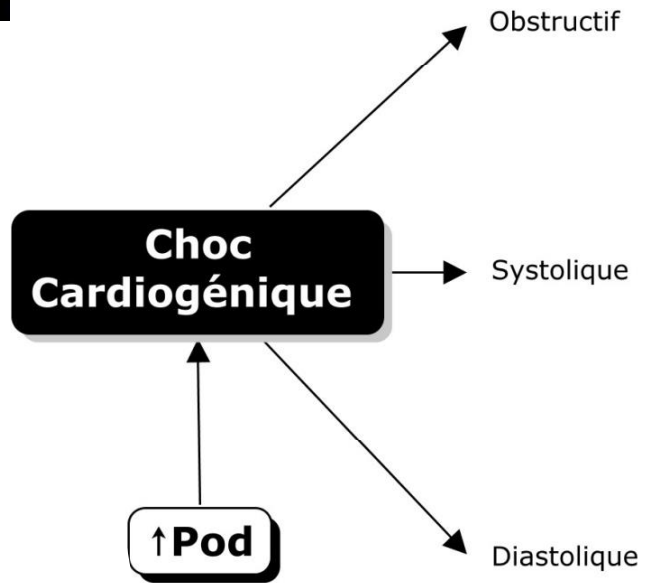 Obstructif
Choc
Cardiogénique
Systolique
↑Pod
Diastolique